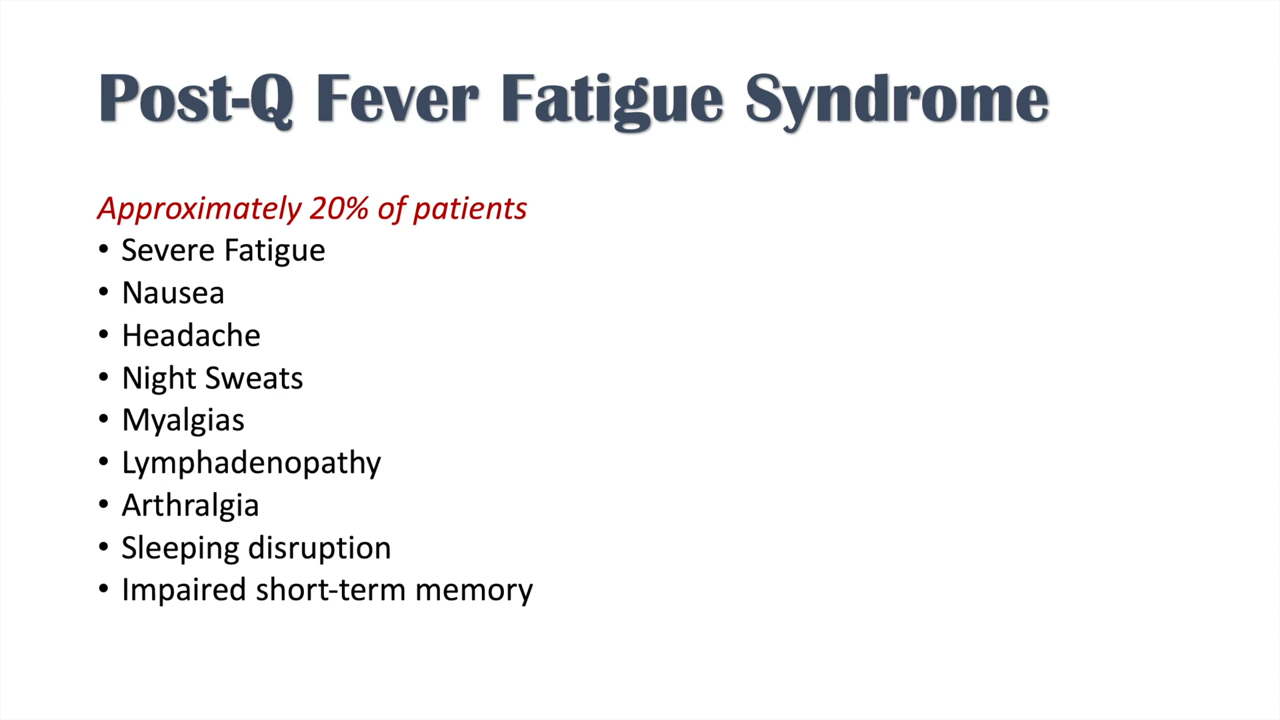 Post-Q Fever Fatigue Syndrome
Approximately 20% of patients
• Severe Fatigue
• Nausea
• Headache
• Night Sweats
• Myalgias
• Lymphadenopathy
• Arthralgia
• Sleeping disruption
• Impaired short-term memory